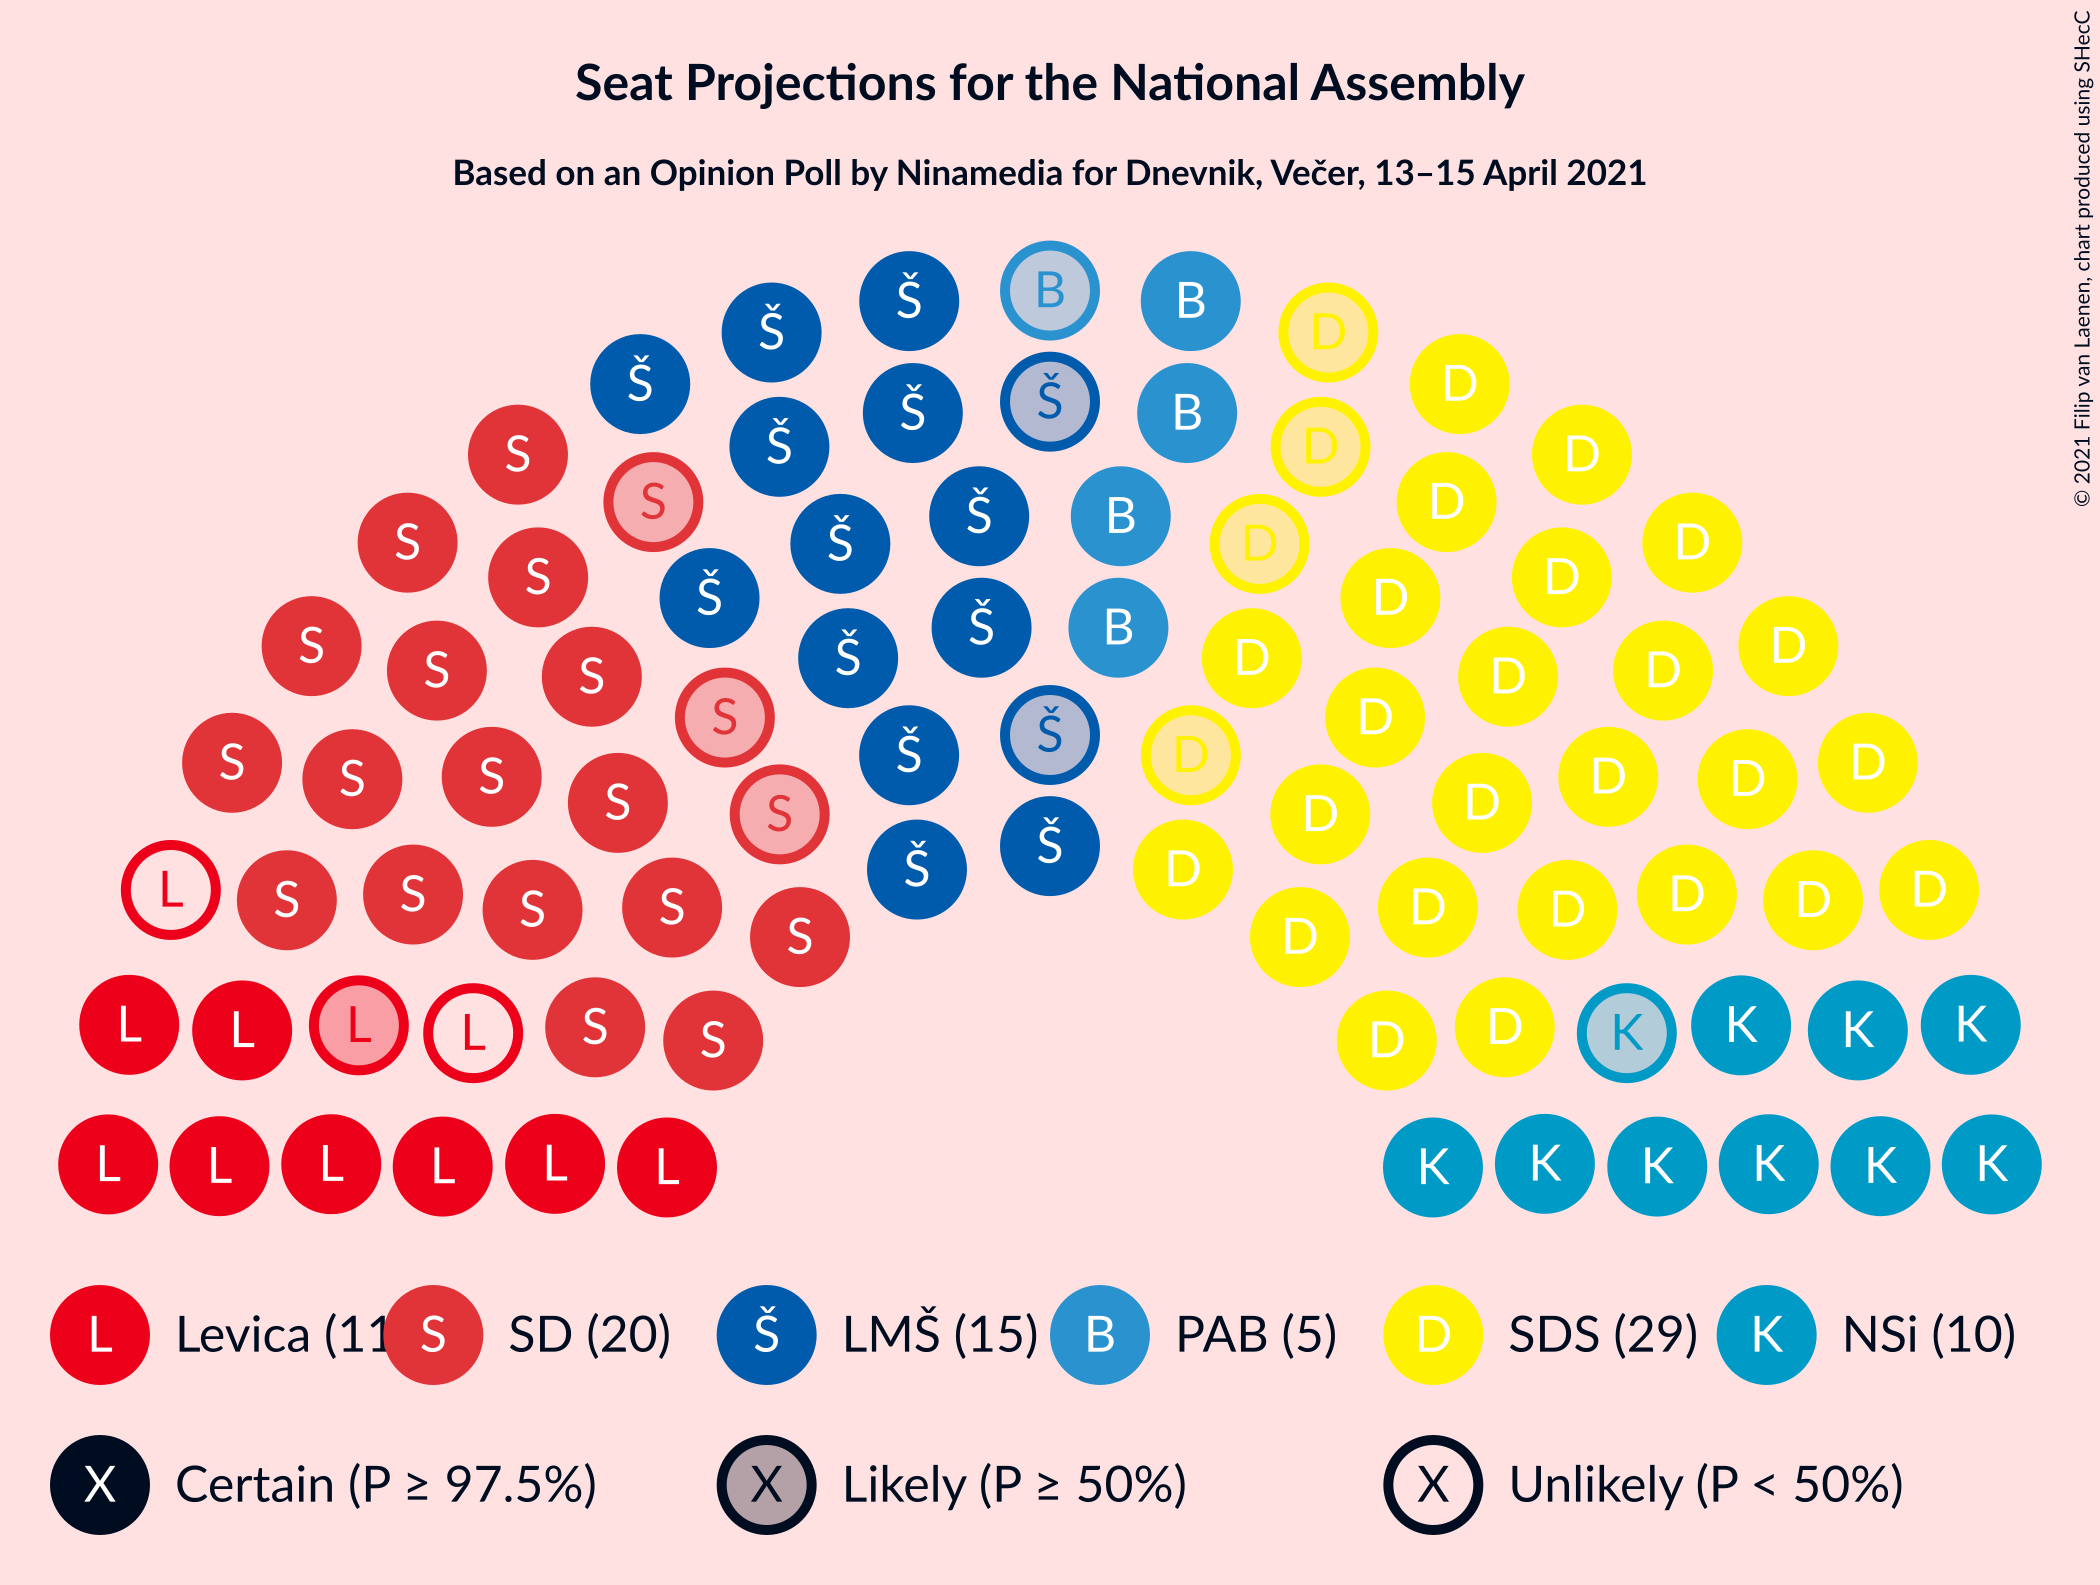 Seat Projections for the National Assembly
Based on an Opinion Poll by Ninamedia for Dnevnik, Večer, 13–15 April 2021
© 2021 Filip van Laenen, chart produced using SHecC
Š Š B B D
Š D
Š Š Š B D
S S D D
Š Š B D
S S Š D D D
Š Š B D
S S S D D D
S Š Š D D
S S S S D D D D
S Š Š D
L S S S S S D D D D D D
L L L L S S D D K K K K
L L L L L L K K K K K K
L Levica (11 S SD (20) Š LMŠ (15) B PAB (5) D SDS (29) K NSi (10)
X Certain (P ≥ 97.5%) X Likely (P ≥ 50%) X Unlikely (P < 50%)